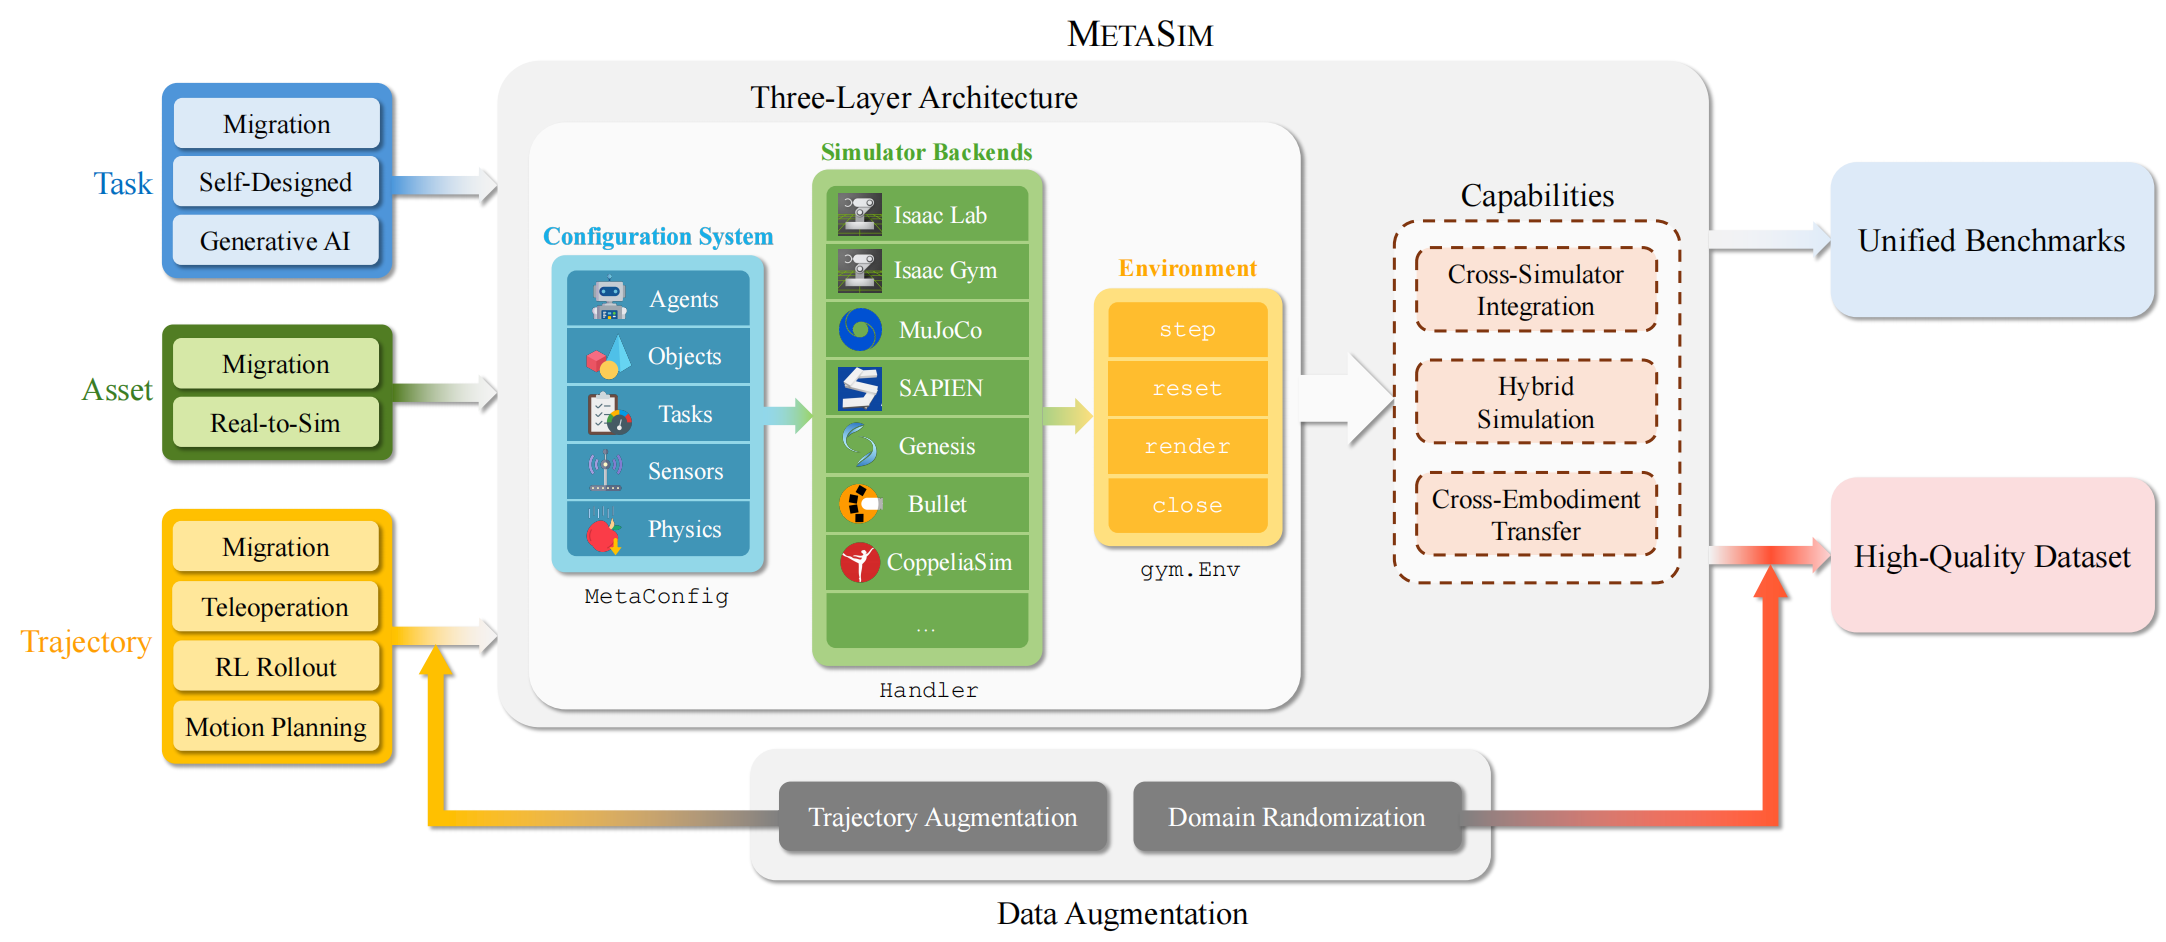 METASIM
Three-Layer Architecture
Task
Migration
Self-Designed
Generative AI
Asset
Migration
Real-to-Sim
Trajectory
Migration
Teleoperation
RL Rollout
Motion Planning
Configuration System
Agents
Objects
Tasks
Sensors
Physics
MetaConfig
Simulator Backends
Isaac Lab
Isaac Gym
MuJoCo
SAPIEN
Genesis
Bullet
CoppeliaSim
...
Handler
Environment
step
reset
render
close
gym.Env
Capabilities
Cross-Simulator
Integration
Hybrid
Simulation
Cross-Embodiment
Transfer
Unified Benchmarks
High-Quality Dataset
Trajectory Augmentation
Domain Randomization
Data Augmentation